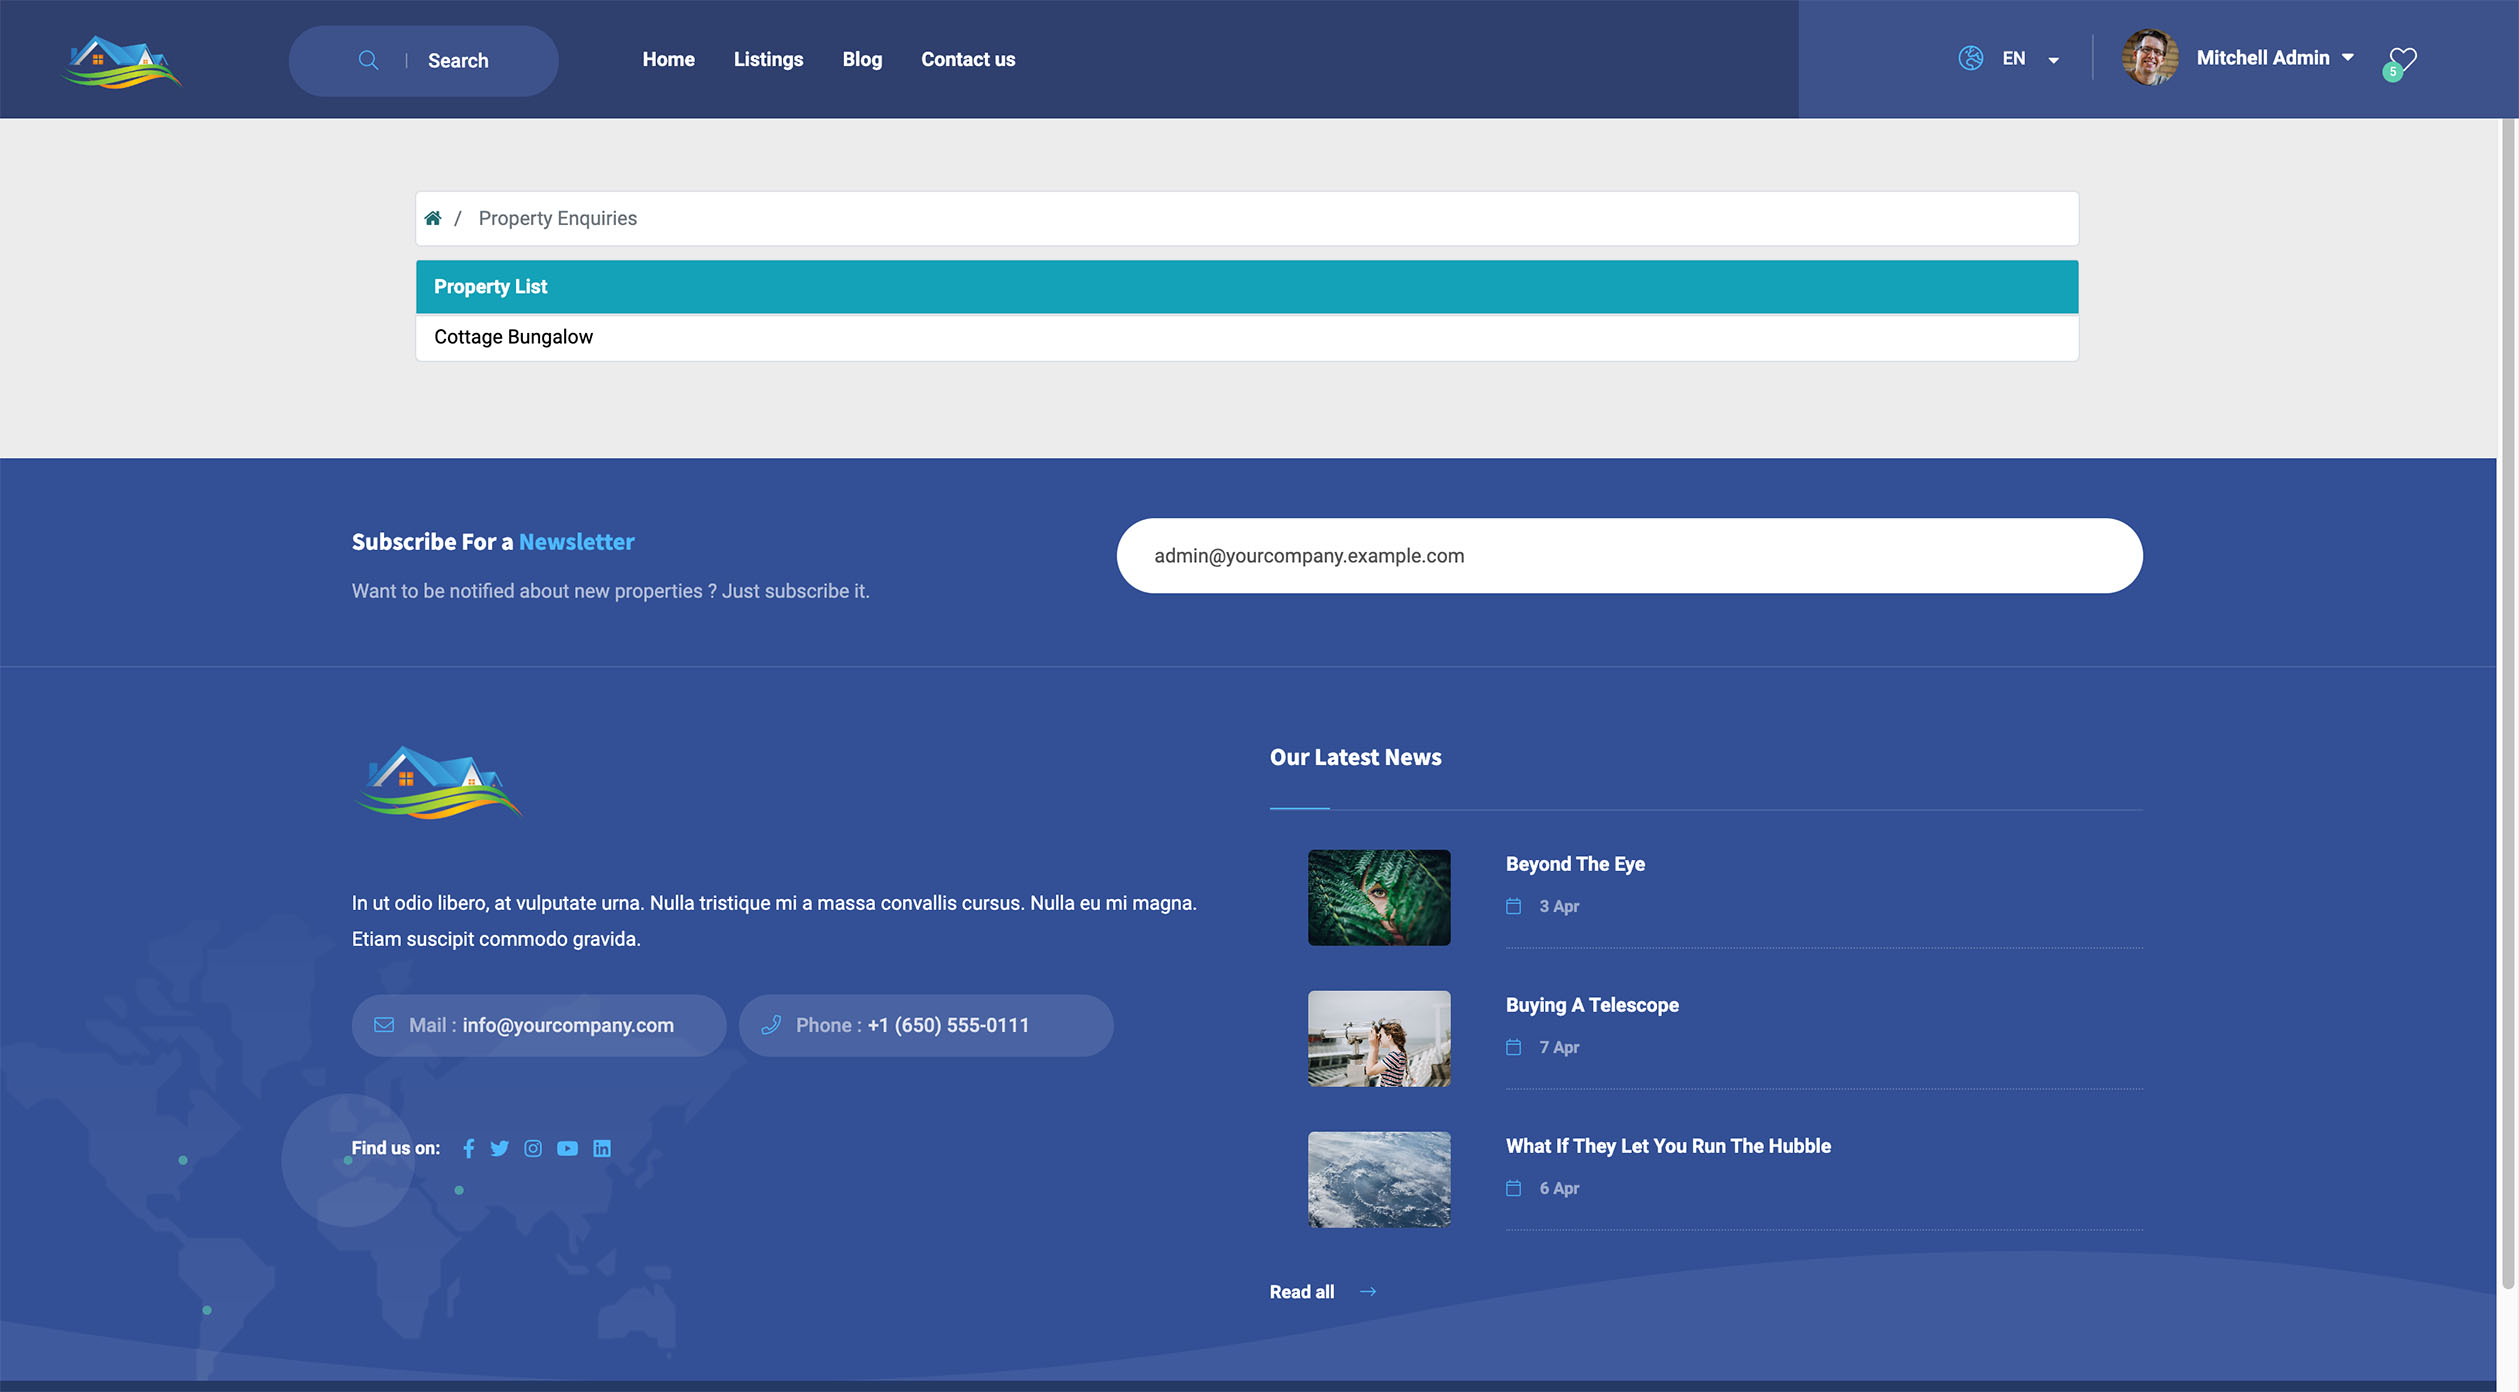 Search
Home
Listings
Blog
Contact us
EN
Mitchell Admin
5
/ Property Enquiries
Property List
Cottage Bungalow
Subscribe For a Newsletter
Want to be notified about new properties ? Just subscribe it.
admin@yourcompany.example.com
In ut odio libero, at vulputate urna. Nulla tristique mi a massa convallis cursus. Nulla eu mi magna.
Etiam suscipit commodo gravida.
Mail : info@yourcompany.com
Phone : +1 (650) 555-0111
Find us on:
Our Latest News
Beyond The Eye
3 Apr
Buying A Telescope
7 Apr
What If They Let You Run The Hubble
6 Apr
Read all